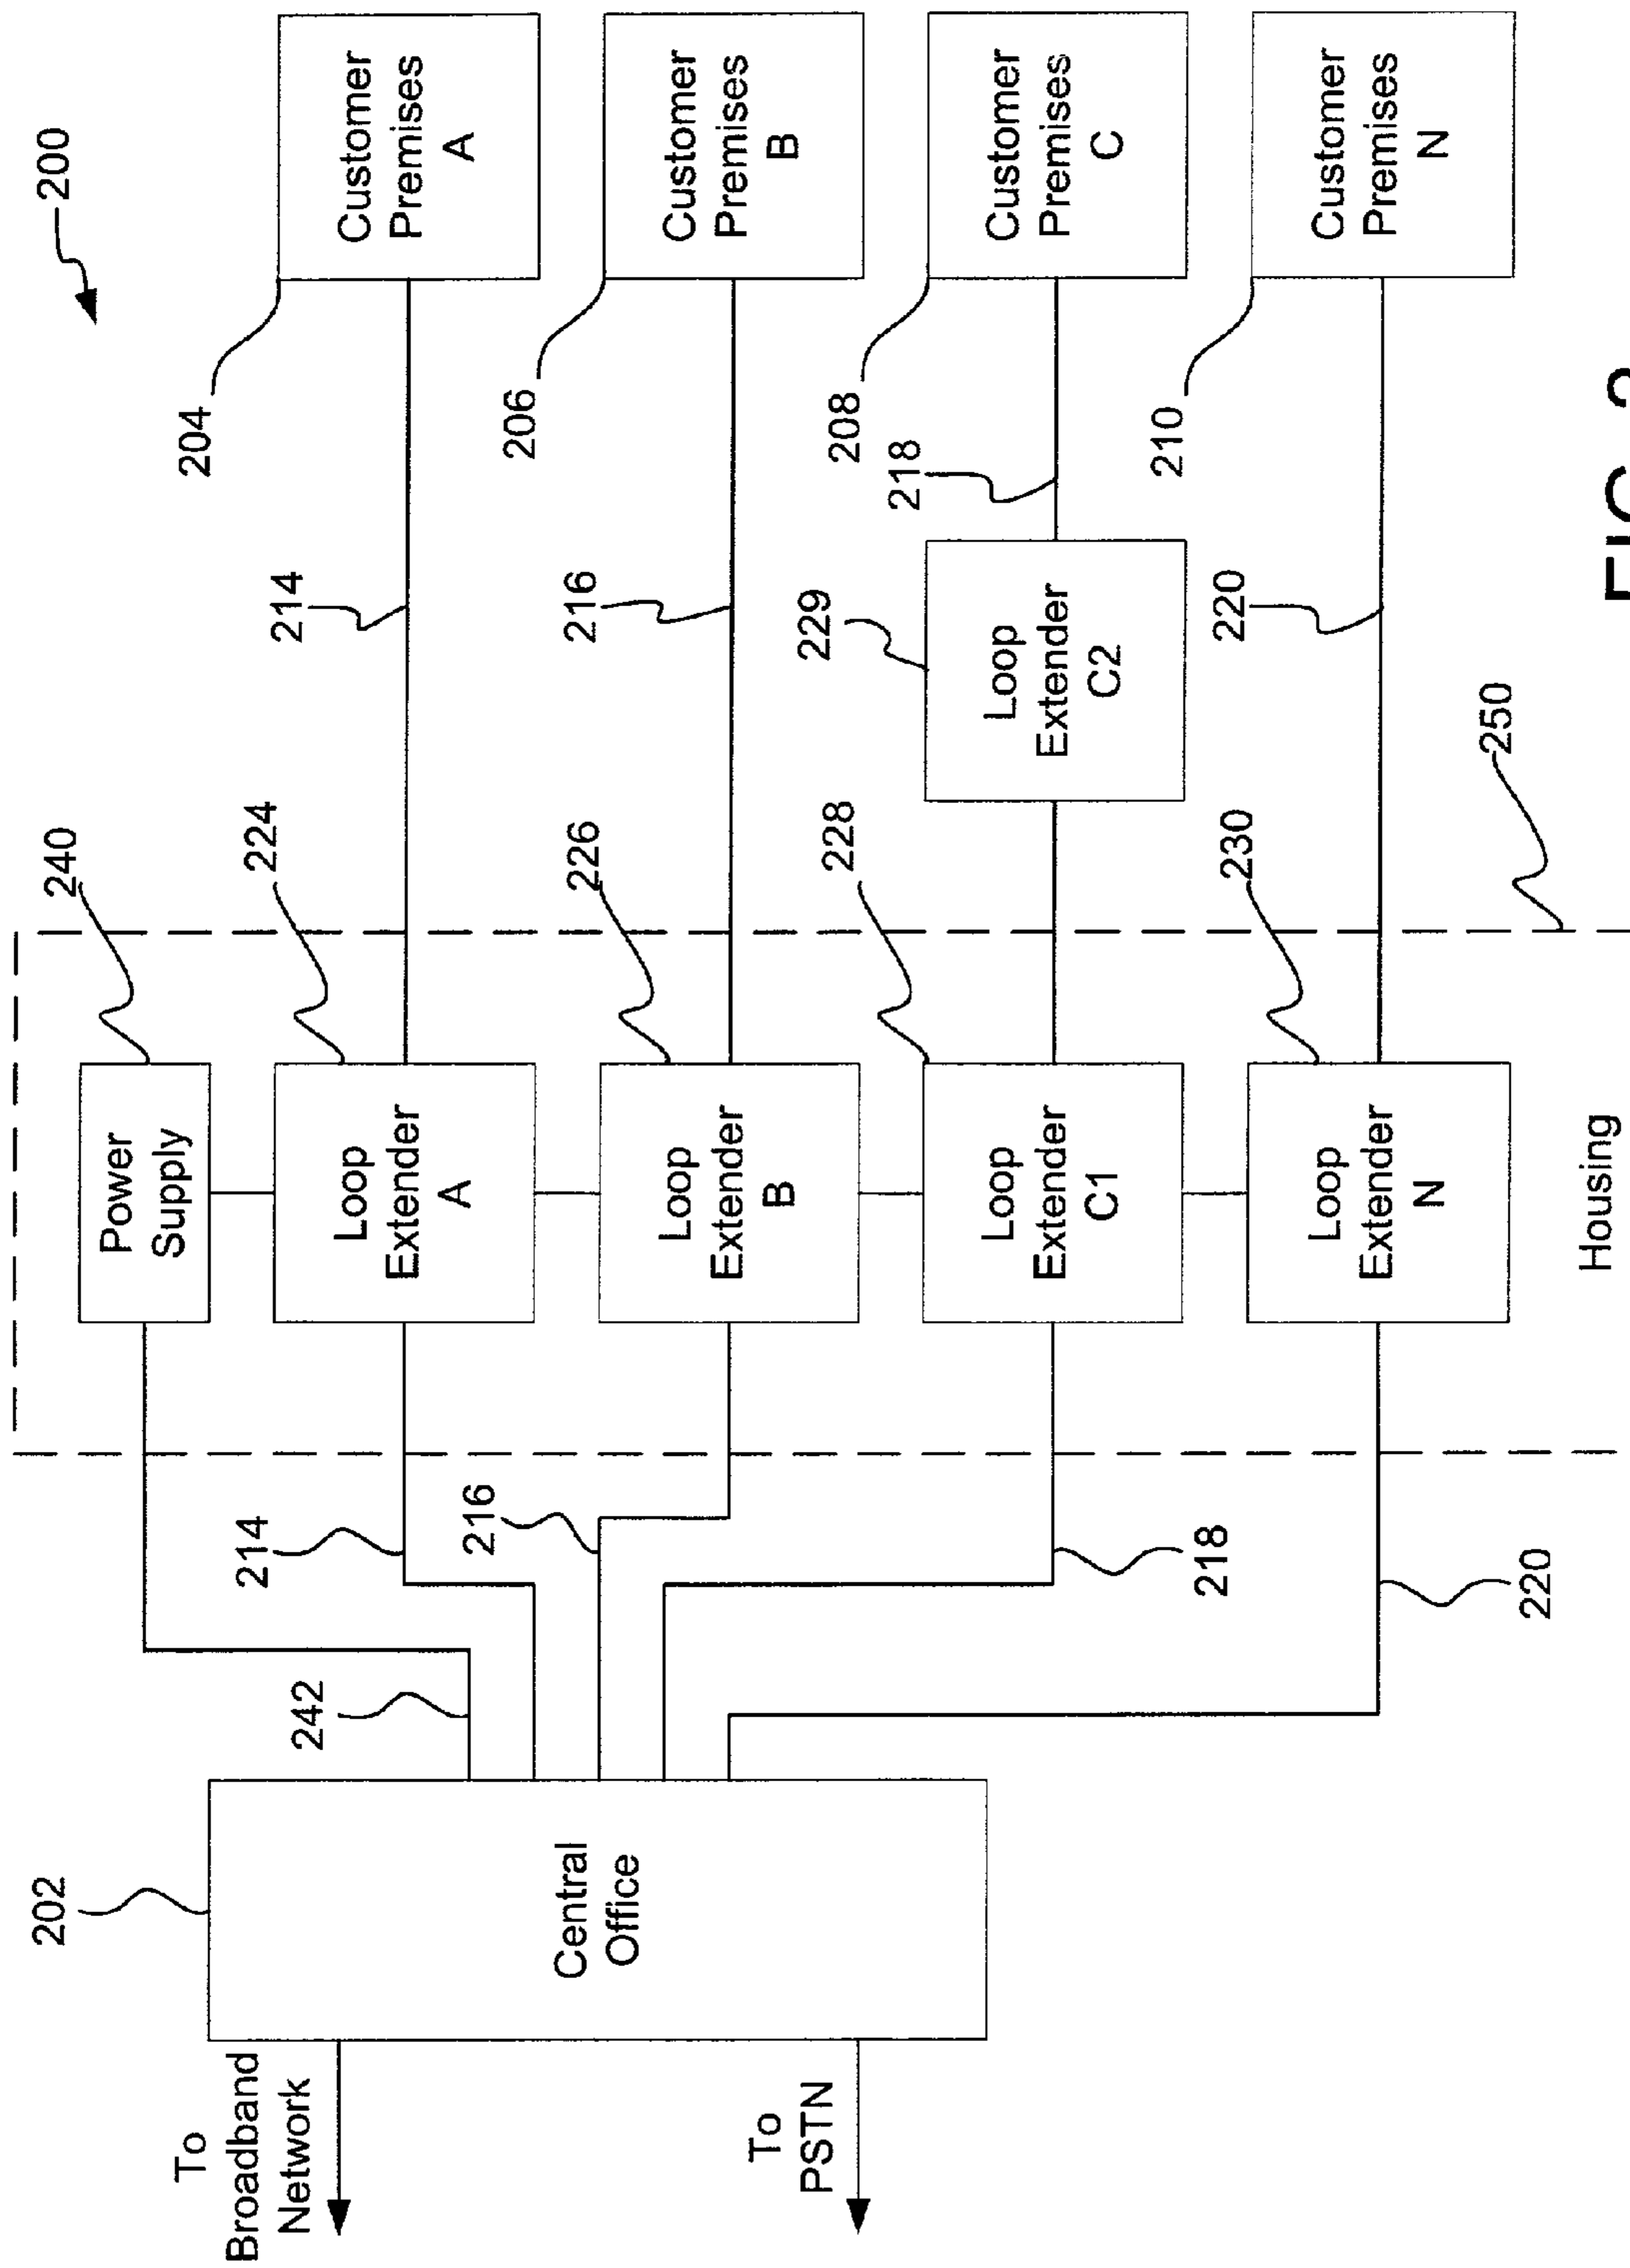 200
202
To
Broadband
Network
To
PSTN
Central
Office
242
214
216
218
220
240
Power
Supply
224
Loop
Extender
A
226
Loop
Extender
B
228
Loop
Extender
C1
230
Loop
Extender
N
Housing
250
214
216
229
Loop
Extender
C2
218
220
204
Customer
Premises
A
206
Customer
Premises
B
208
Customer
Premises
C
210
Customer
Premises
N